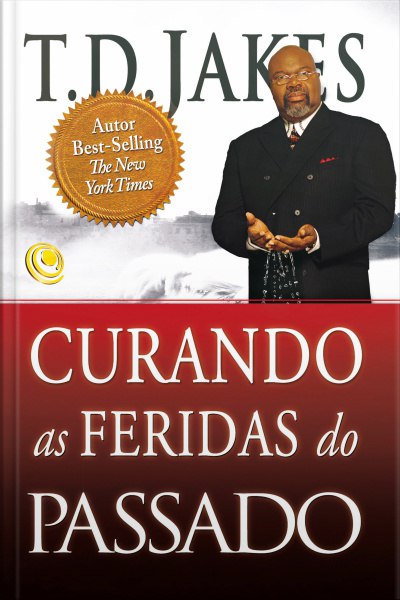 T.D. JAKES
Autor
Best-Selling
The New
York Times
CURANDO
as FERIDAS do
PASSADO